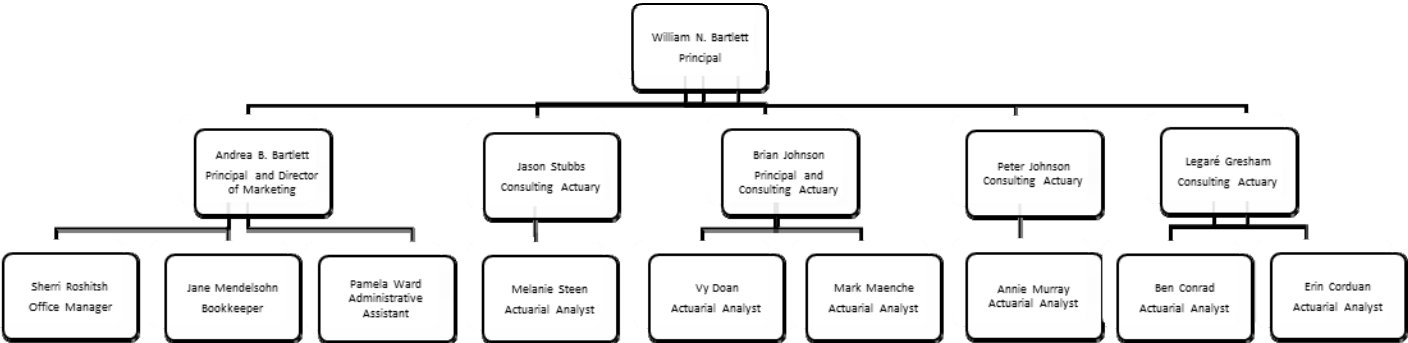 William N. Bartlett
Principal
Andrea B. Bartlett
Principal and Director
of Marketing
Jason Stubbs
Consulting Actuary
Brian Johnson
Principal and
Consulting Actuary
Peter Johnson
Consulting Actuary
Legaré Gresham
Consulting Actuary
Sherri Roshitsh
Office Manager
Jane Mendelsohn
Bookkeeper
Pamela Ward
Administrative
Assistant
Melanie Steen
Actuarial Analyst
Vy Doan
Actuarial Analyst
Mark Maenche
Actuarial Analyst
Annie Murray
Actuarial Analyst
Ben Conrad
Actuarial Analyst
Erin Corduan
Actuarial Analyst